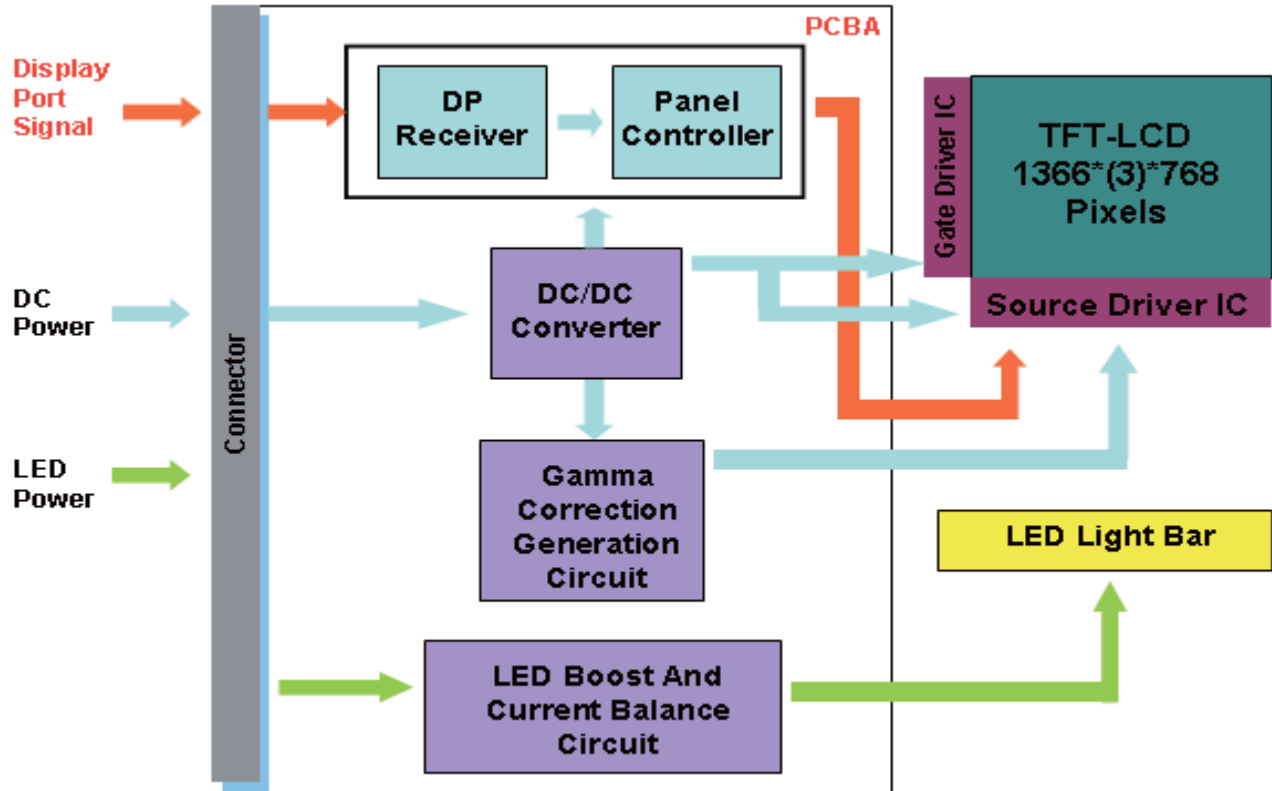 PCBA
Display
Port
Signal
DP
Receiver
Panel
Controller
Gate Driver IC
TFT-LCD
1366*(3)*768
Pixels
Source Driver IC
DC
Power
DC/DC
Converter
Connector
LED
Power
Gamma
Correction
Generation
Circuit
LED Light Bar
LED Boost And
Current Balance
Circuit